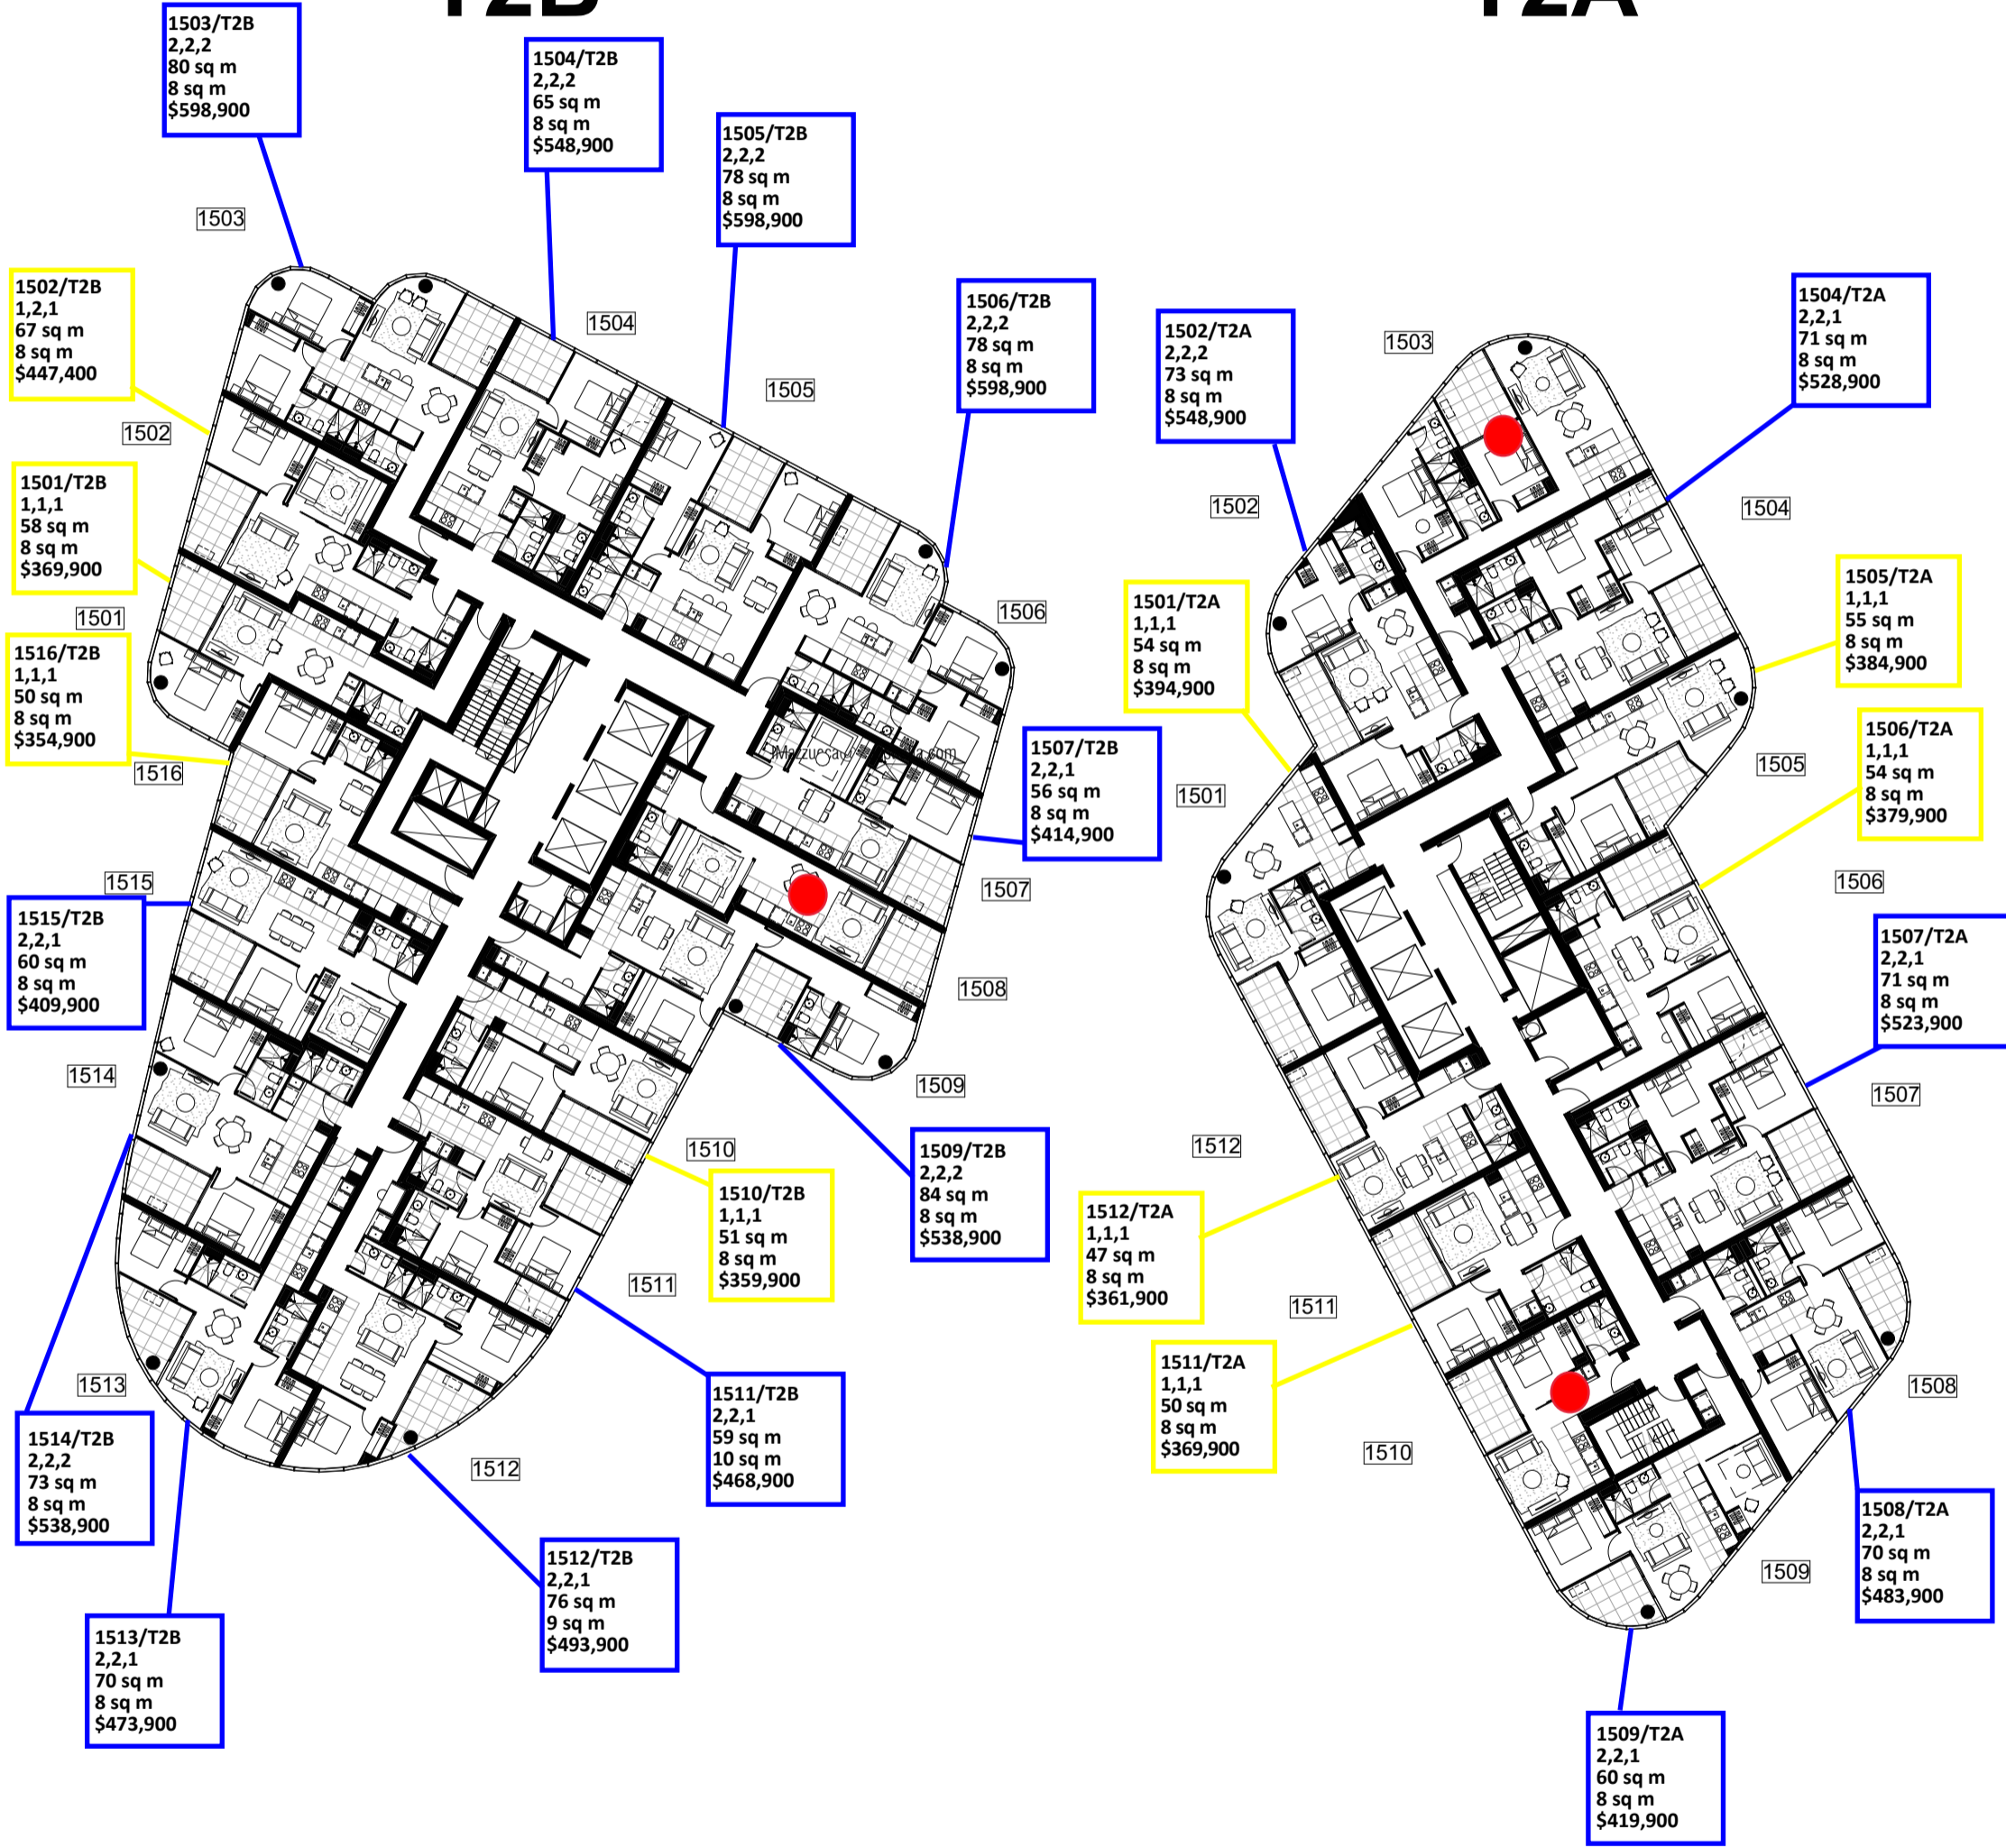 T2B
T2A
1503/T2B
2,2,2
80 sq m
8 sq m
$598,900
1504/T2B
2,2,2
65 sq m
8 sq m
$548,900
1505/T2B
2,2,2
78 sq m
8 sq m
$598,900
1506/T2B
2,2,2
78 sq m
8 sq m
$598,900
1502/T2B
1,2,1
67 sq m
8 sq m
$447,400
1501/T2B
1,1,1
58 sq m
8 sq m
$369,900
1516/T2B
1,1,1
50 sq m
8 sq m
$354,900
1515/T2B
2,2,1
60 sq m
8 sq m
$409,900
1514/T2B
2,2,2
73 sq m
8 sq m
$538,900
1513/T2B
2,2,1
70 sq m
8 sq m
$473,900
1512/T2B
2,2,1
76 sq m
9 sq m
$493,900
1511/T2B
2,2,1
59 sq m
10 sq m
$468,900
1510/T2B
1,1,1
51 sq m
8 sq m
$359,900
1509/T2B
2,2,2
84 sq m
8 sq m
$538,900
1507/T2B
2,2,1
56 sq m
8 sq m
$414,900
1503
1504
1505
1506
1502
1501
1516
1515
1514
1513
1512
1511
1510
1509
1508
1507
1502/T2A
2,2,2
73 sq m
8 sq m
$548,900
1504/T2A
2,2,1
71 sq m
8 sq m
$528,900
1501/T2A
1,1,1
54 sq m
8 sq m
$394,900
1505/T2A
1,1,1
55 sq m
8 sq m
$384,900
1506/T2A
1,1,1
54 sq m
8 sq m
$379,900
1507/T2A
2,2,1
71 sq m
8 sq m
$523,900
1512/T2A
1,1,1
47 sq m
8 sq m
$361,900
1511/T2A
1,1,1
50 sq m
8 sq m
$369,900
1508/T2A
2,2,1
70 sq m
8 sq m
$483,900
1509/T2A
2,2,1
60 sq m
8 sq m
$419,900
1503
1502
1504
1501
1505
1506
1507
1512
1511
1510
1508
1509